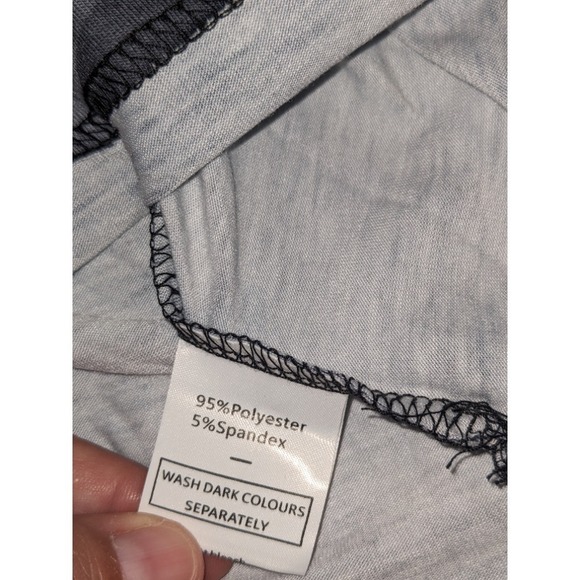 95%Polyester
5%Spandex
—
WASH DARK COLOURS
SEPARATELY